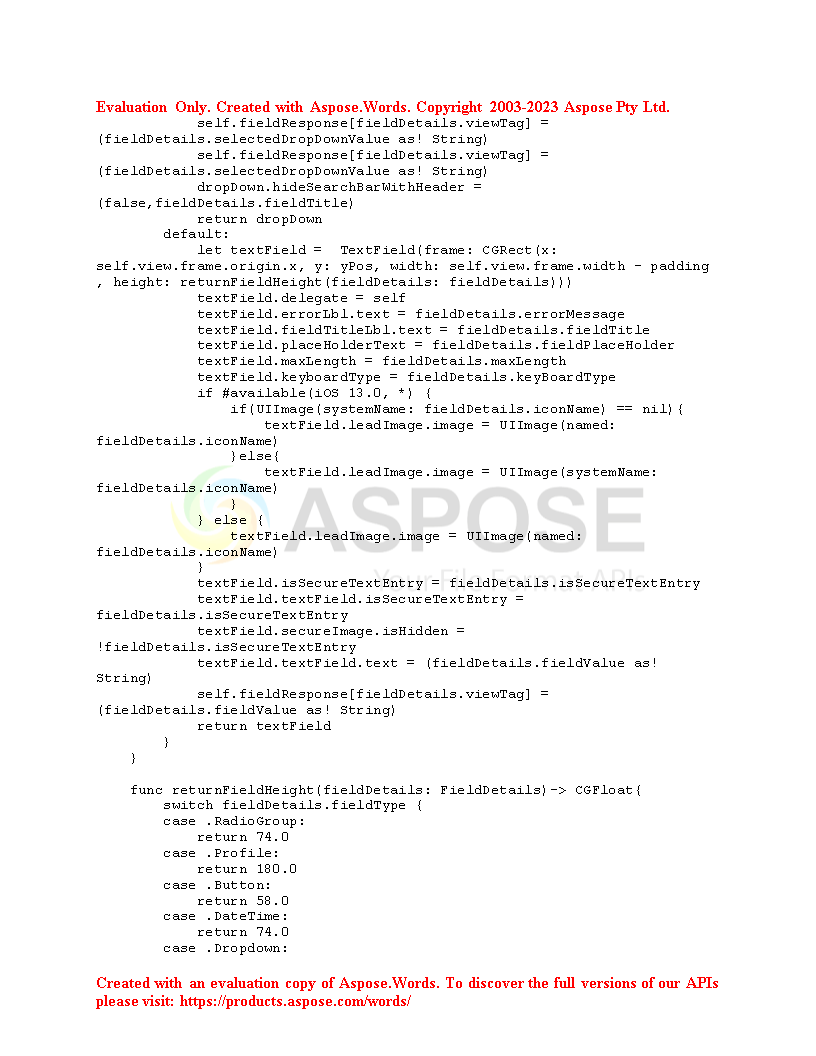 Evaluation Only. Created with Aspose.Words. Copyright 2003-2023 Aspose Pty Ltd.
            self.fieldResponse[fieldDetails.viewTag] =
(fieldDetails.selectedDropDownValue as! String)
            self.fieldResponse[fieldDetails.viewTag] =
(fieldDetails.selectedDropDownValue as! String)
            dropDown.hideSearchBarWithHeader =
(false,fieldDetails.fieldTitle)
            return dropDown
        default:
            let textField =  TextField(frame: CGRect(x:
self.view.frame.origin.x, y: yPos, width: self.view.frame.width - padding
, height: returnFieldHeight(fieldDetails: fieldDetails)))
            textField.delegate = self
            textField.errorLbl.text = fieldDetails.errorMessage
            textField.fieldTitleLbl.text = fieldDetails.fieldTitle
            textField.placeHolderText = fieldDetails.fieldPlaceHolder
            textField.maxLength = fieldDetails.maxLength
            textField.keyboardType = fieldDetails.keyBoardType
            if #available(iOS 13.0, *) {
                if(UIImage(systemName: fieldDetails.iconName) == nil){
                    textField.leadImage.image = UIImage(named:
fieldDetails.iconName)
                }else{
                    textField.leadImage.image = UIImage(systemName:
fieldDetails.iconName)
                }
            } else {
                textField.leadImage.image = UIImage(named:
fieldDetails.iconName)
            }
            textField.isSecureTextEntry = fieldDetails.isSecureTextEntry
            textField.textField.isSecureTextEntry =
fieldDetails.isSecureTextEntry
            textField.secureImage.isHidden =
!fieldDetails.isSecureTextEntry
            textField.textField.text = (fieldDetails.fieldValue as!
String)
            self.fieldResponse[fieldDetails.viewTag] =
(fieldDetails.fieldValue as! String)
            return textField
        }
    }

    func returnFieldHeight(fieldDetails: FieldDetails)-> CGFloat{
        switch fieldDetails.fieldType {
        case .RadioGroup:
            return 74.0
        case .Profile:
            return 180.0
        case .Button:
            return 58.0
        case .DateTime:
            return 74.0
        case .Dropdown:
ASPOSE
Your File Format APIs
Created with an evaluation copy of Aspose.Words. To discover the full versions of our APIs
please visit: https://products.aspose.com/words/